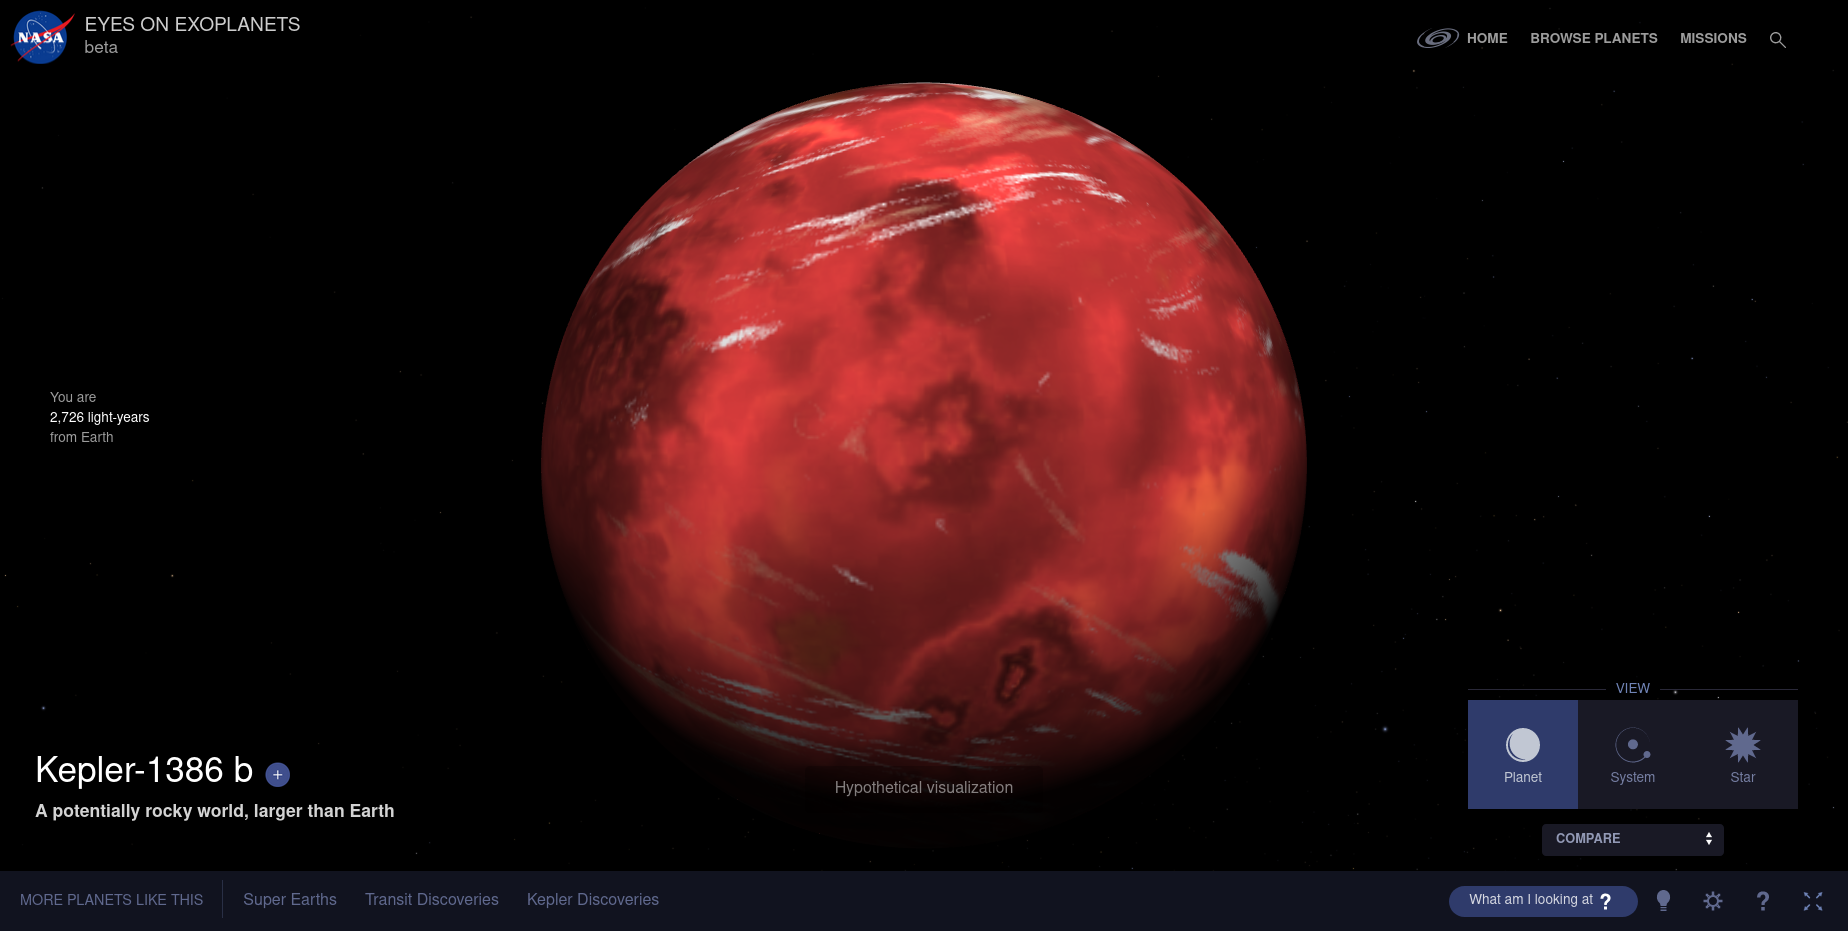 NASA
EYES ON EXOPLANETS
beta
HOME
BROWSE PLANETS
MISSIONS
You are
2,726 light-years
from Earth
VIEW
Planet
System
Star
Kepler-1386 b +
A potentially rocky world, larger than Earth
Hypothetical visualization
COMPARE
MORE PLANETS LIKE THIS
Super Earths
Transit Discoveries
Kepler Discoveries
What am I looking at ?
?